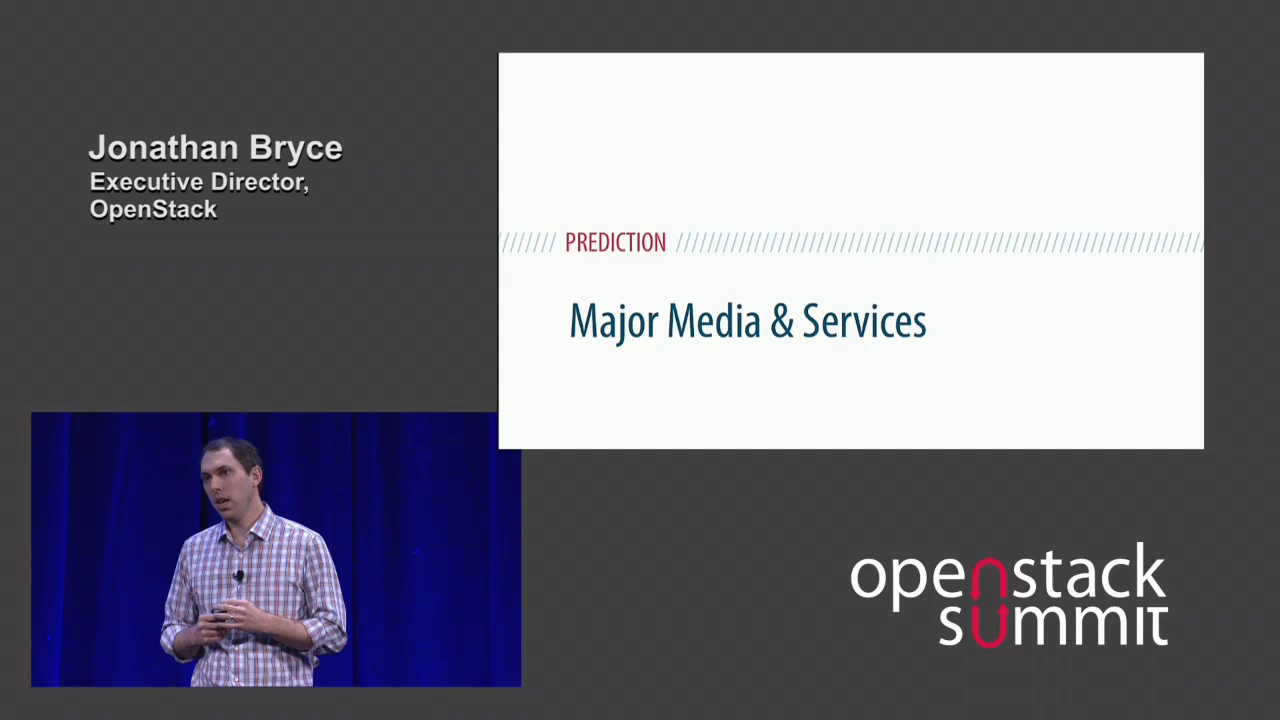 Jonathan Bryce
Executive Director,
OpenStack
PREDICTION
Major Media & Services
openstack
summit